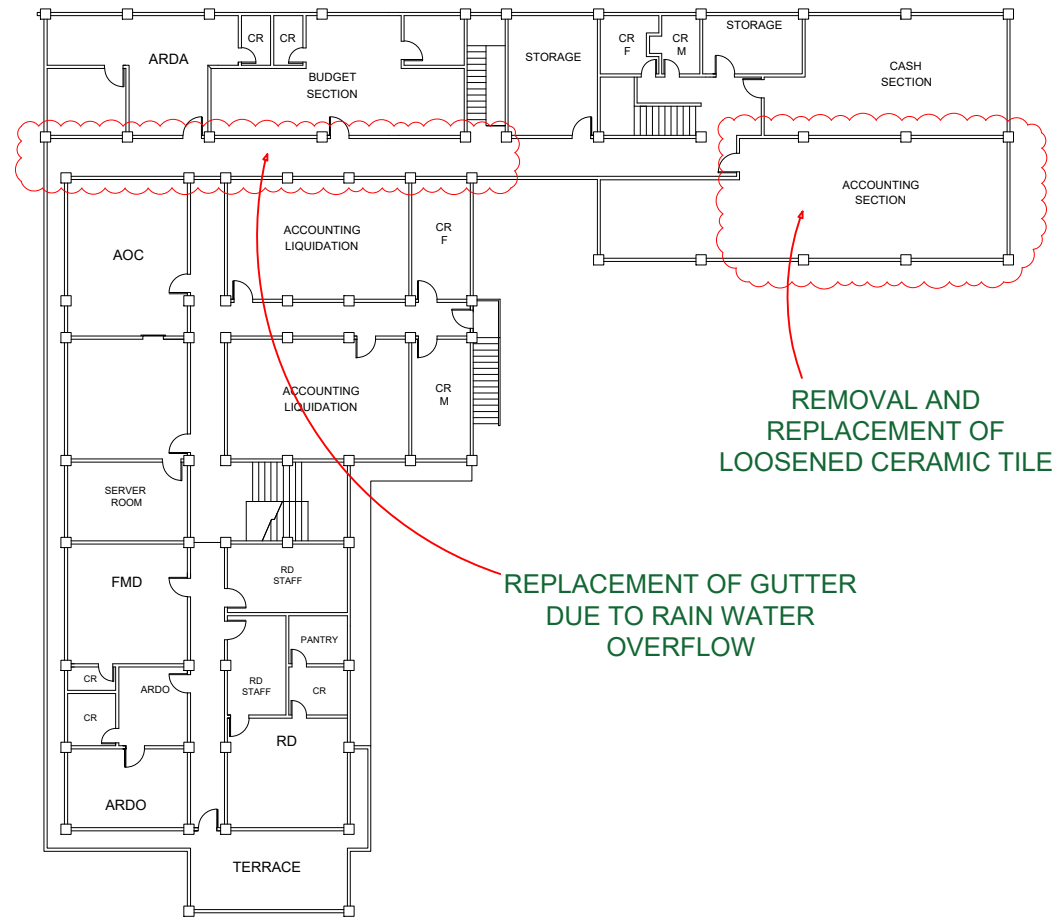 ARDA
CR
CR
BUDGET
SECTION
STORAGE
CR
F
CR
M
STORAGE
CASH
SECTION
ACCOUNTING
SECTION
AOC
ACCOUNTING
LIQUIDATION
CR
F
ACCOUNTING
LIQUIDATION
CR
M
REMOVAL AND
REPLACEMENT OF
LOOSENED CERAMIC TILE
SERVER
ROOM
FMD
RD
STAFF
REPLACEMENT OF GUTTER
DUE TO RAIN WATER
OVERFLOW
PANTRY
CR
ARDO
RD
STAFF
CR
CR
RD
ARDO
TERRACE